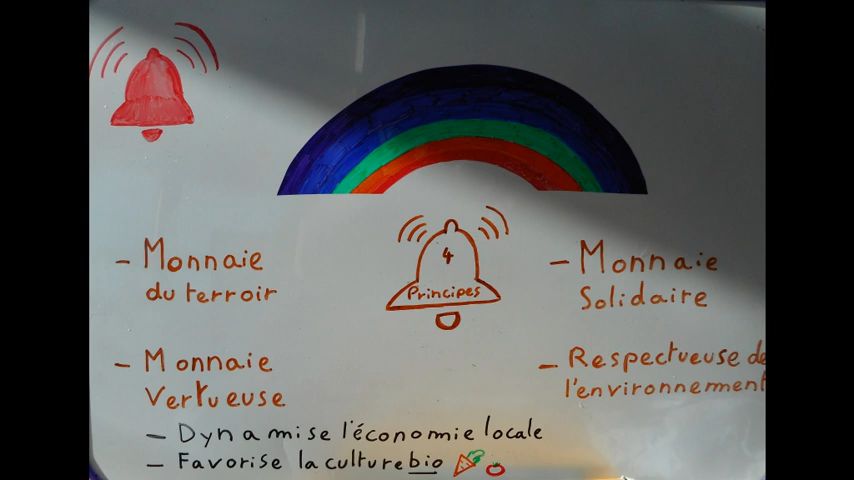 4
Principes
- Monnaie
du terroir
- Monnaie
Solidaire
- Monnaie
Vertueuse
- Respectueuse de
l'environnement
- Dynamise l'économie locale
- Favorise la culture bio